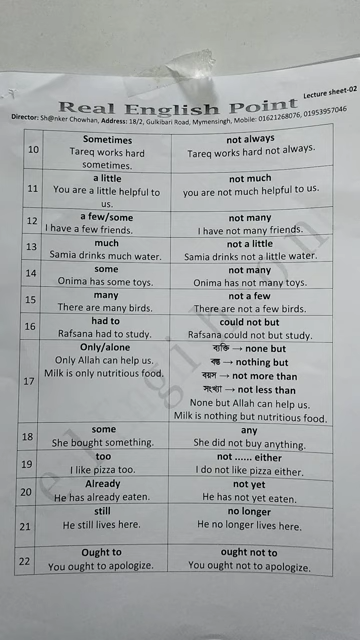 Lecture sheet-02
Real English Point
Director: Sh@nker Chowhan, Address: 18/2, Gulkibari Road, Mymensingh, Mobile: 01621268076, 01953957046
10
Sometimes
Tareq works hard
sometimes.
not always
Tareq works hard not always.
11
a little
You are a little helpful to
us.
not much
you are not much helpful to us.
12
a few/some
I have a few friends.
not many
I have not many friends.
13
much
Samia drinks much water.
not a little
Samia drinks not a little water.
14
some
Onima has some toys.
not many
Onima has not many toys.
15
many
There are many birds.
not a few
There are not a few birds.
16
had to
Rafsana had to study.
could not but
Rafsana could not but study.
17
Only/alone
Only Allah can help us.
Milk is only nutritious food.
ব্যক্তি → none but
বস্তু → nothing but
বয়স → not more than
সংখ্যা → not less than
None but Allah can help us.
Milk is nothing but nutritious food.
18
some
She bought something.
any
She did not buy anything.
19
too
I like pizza too.
not ...... either
I do not like pizza either.
20
Already
He has already eaten.
not yet
He has not yet eaten.
21
still
He still lives here.
no longer
He no longer lives here.
22
Ought to
You ought to apologize.
ought not to
You ought not to apologize.